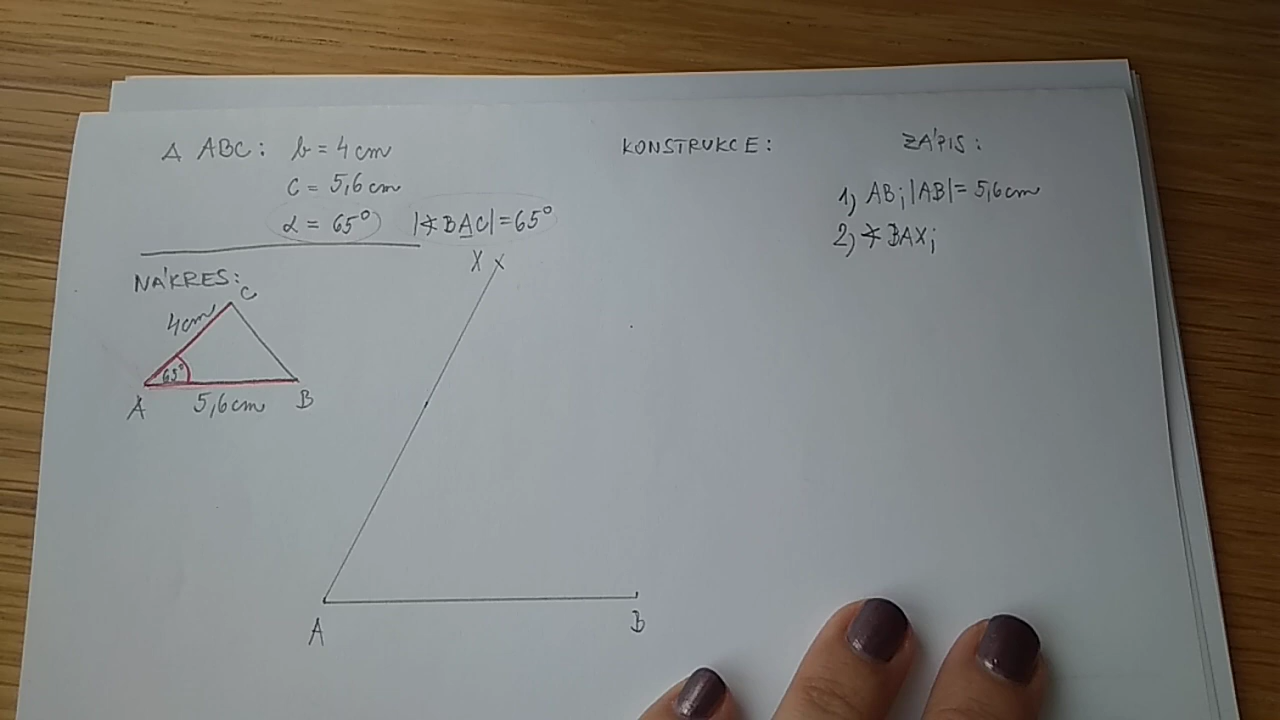 Δ ABC: b = 4 cm
c = 5,6 cm
α = 65° |∢BAC| = 65°
NÁKRES:
C
4 cm
65°
A 5,6 cm B
X
A B
KONSTRUKCE:
ZÁPIS:
1) AB; |AB| = 5,6 cm
2) ∢BAX;